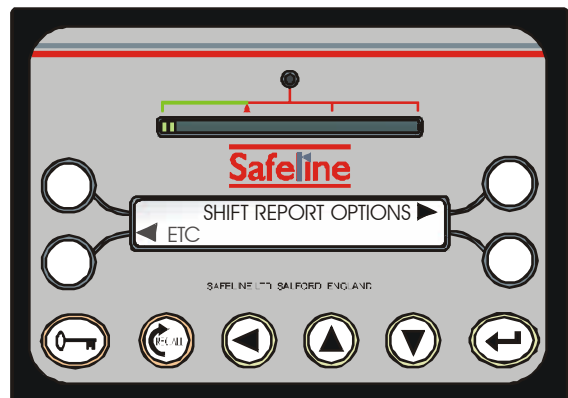 Safeline
SHIFT REPORT OPTIONS
ETC
SAFELINE LTD SALFORD ENGLAND
RECALL